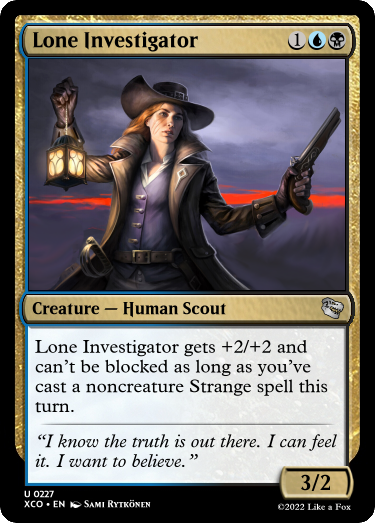 Lone Investigator 1
Creature — Human Scout
Lone Investigator gets +2/+2 and
can't be blocked as long as you've
cast a noncreature Strange spell this
turn.
"I know the truth is out there. I can feel
it. I want to believe."
3/2
U 0227
XCO • EN Sami Rytkönen
©2022 Like a Fox